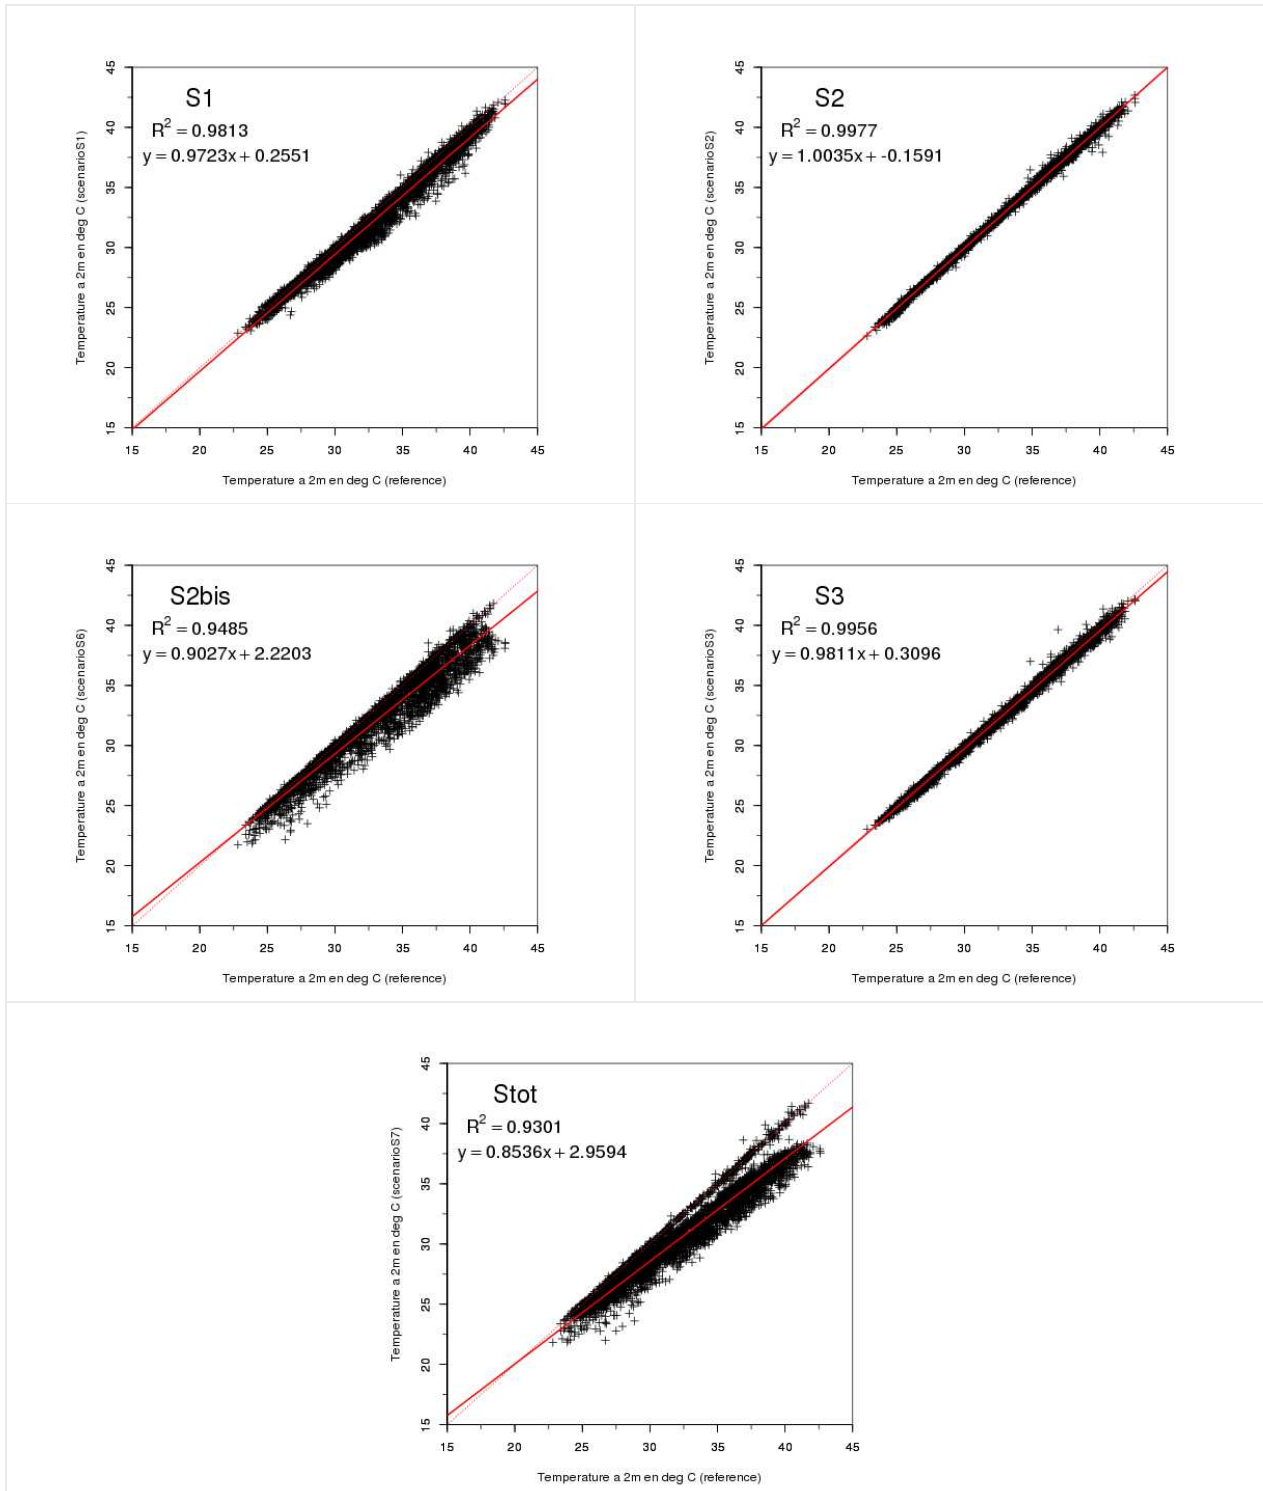 S1
R² = 0.9813
y = 0.9723x + 0.2551
Temperature a 2m en deg C (scenarioS1)
45
40
35
30
25
20
15
15 20 25 30 35 40 45
Temperature a 2m en deg C (reference)
S2
R² = 0.9977
y = 1.0035x + -0.1591
Temperature a 2m en deg C (scenarioS2)
45
40
35
30
25
20
15
15 20 25 30 35 40 45
Temperature a 2m en deg C (reference)
S2bis
R² = 0.9485
y = 0.9027x + 2.2203
Temperature a 2m en deg C (scenarioS6)
45
40
35
30
25
20
15
15 20 25 30 35 40 45
Temperature a 2m en deg C (reference)
S3
R² = 0.9956
y = 0.9811x + 0.3096
Temperature a 2m en deg C (scenarioS3)
45
40
35
30
25
20
15
15 20 25 30 35 40 45
Temperature a 2m en deg C (reference)
Stot
R² = 0.9301
y = 0.8536x + 2.9594
Temperature a 2m en deg C (scenarioS7)
45
40
35
30
25
20
15
15 20 25 30 35 40 45
Temperature a 2m en deg C (reference)